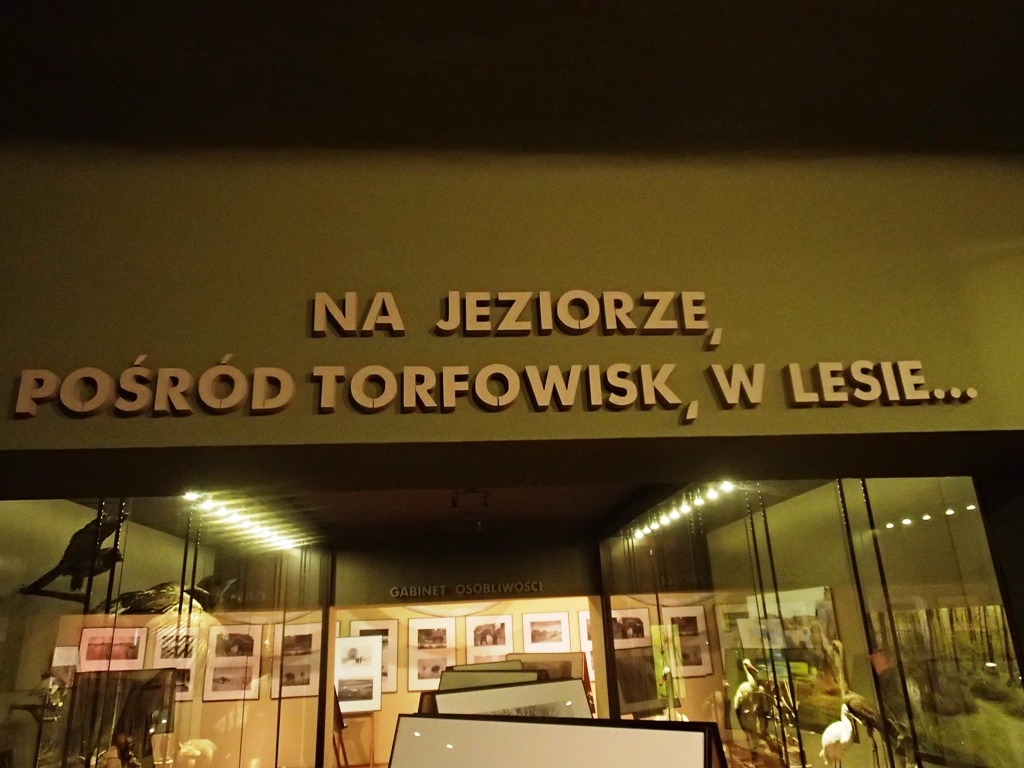 NA JEZIORZE,
POŚRÓD TORFOWISK, W LESIE....
GABINET OSOBLIWOŚCI